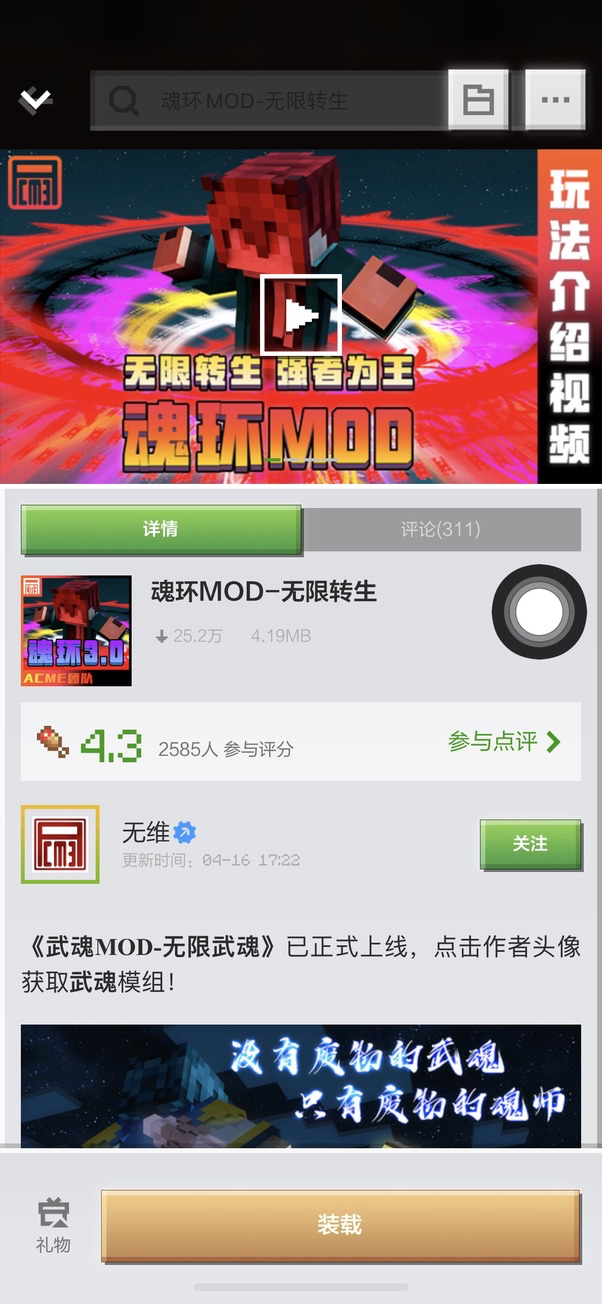 魂环MOD-无限转生
玩法介绍视频
无限转生 强者为王
魂环MOD
详情
评论(311)
魂环MOD-无限转生
25.2万 4.19MB
魂环3.0
ACME团队
4.3 2585人 参与评分 参与点评
无维
更新时间：04-16 17:22
关注
《武魂MOD-无限武魂》已正式上线，点击作者头像
获取武魂模组！
没有废物的武魂
只有废物的魂师
礼物
装载